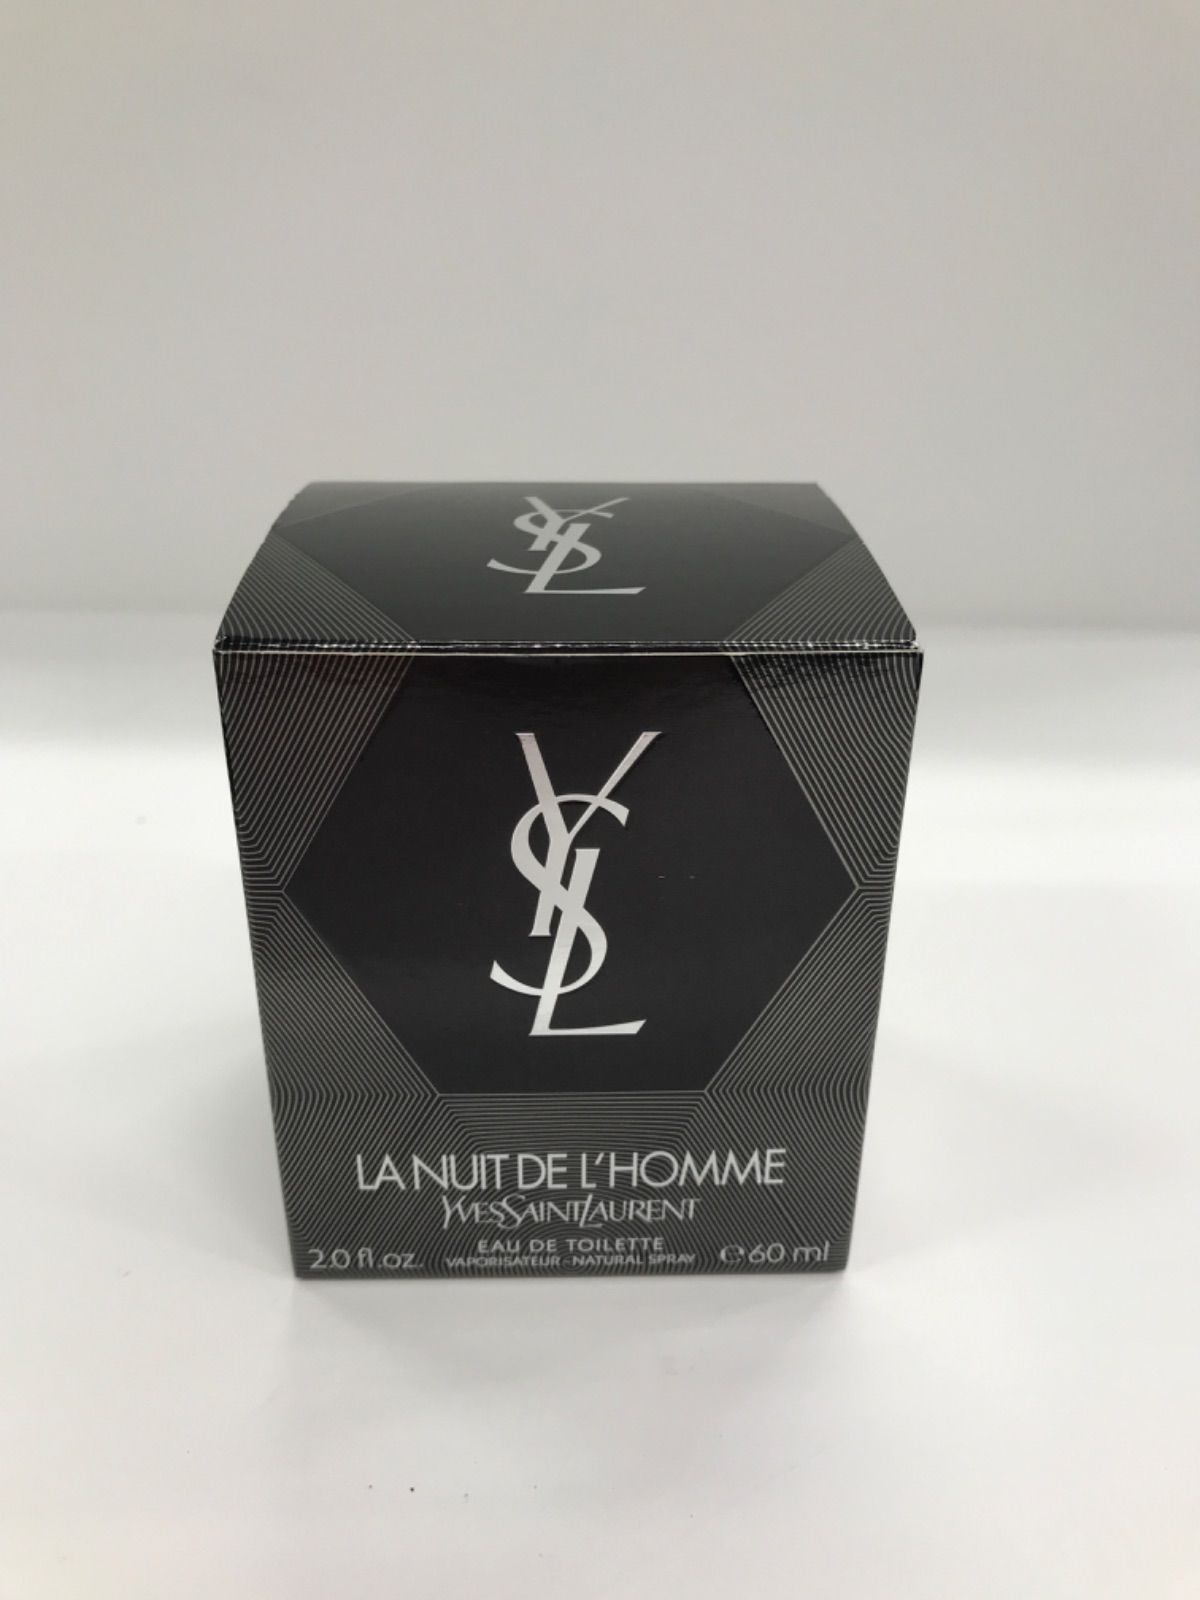 YSL
YSL
LA NUIT DE L'HOMME
YVESSAINTLAURENT
EAU DE TOILETTE
2.0 fl.oz. VAPORISATEUR - NATURAL SPRAY ℮60 ml